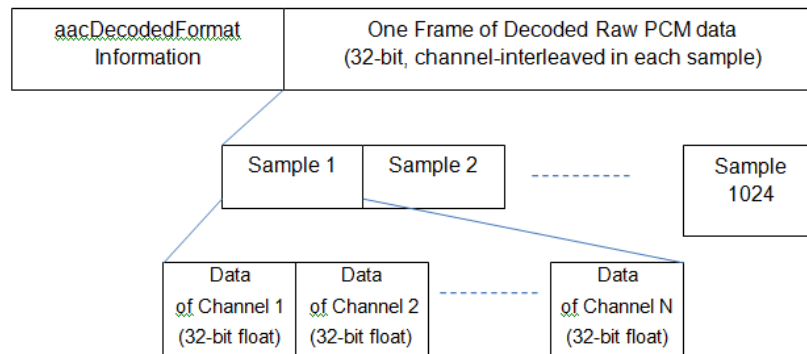 aacDecodedFormat
Information
One Frame of Decoded Raw PCM data
(32-bit, channel-interleaved in each sample)
Sample 1
Sample 2
Sample
1024
Data
of Channel 1
(32-bit float)
Data
of Channel 2
(32-bit float)
Data
of Channel N
(32-bit float)